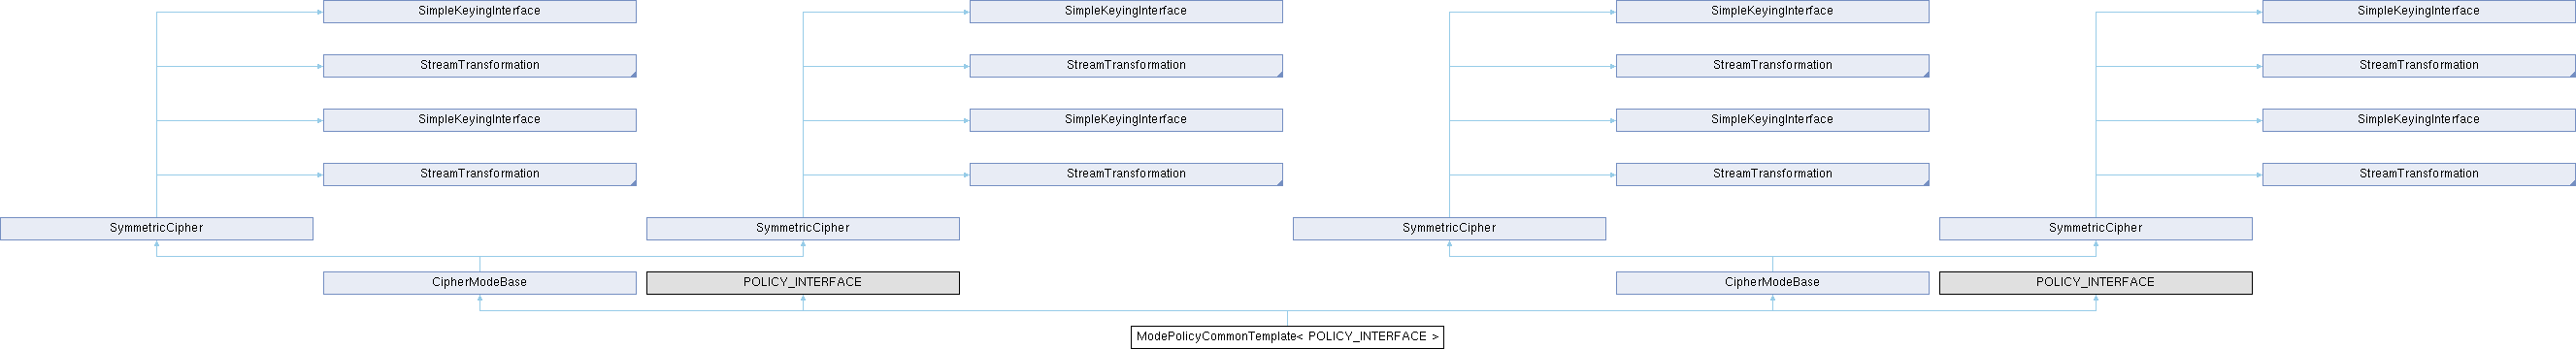 SimpleKeyingInterface SimpleKeyingInterface SimpleKeyingInterface SimpleKeyingInterface
StreamTransformation StreamTransformation StreamTransformation StreamTransformation
SimpleKeyingInterface SimpleKeyingInterface SimpleKeyingInterface SimpleKeyingInterface
StreamTransformation StreamTransformation StreamTransformation StreamTransformation
SymmetricCipher SymmetricCipher SymmetricCipher SymmetricCipher
CipherModeBase POLICY_INTERFACE CipherModeBase POLICY_INTERFACE
ModePolicyCommonTemplate< POLICY_INTERFACE >